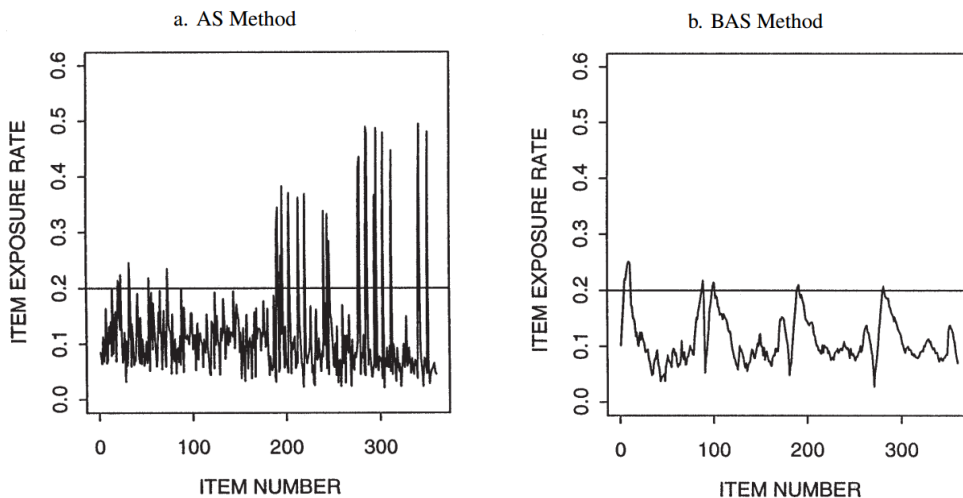 a. AS Method
ITEM EXPOSURE RATE
0.6
0.5
0.4
0.3
0.2
0.1
0.0
0 100 200 300
ITEM NUMBER
b. BAS Method
ITEM EXPOSURE RATE
0.6
0.5
0.4
0.3
0.2
0.1
0.0
0 100 200 300
ITEM NUMBER